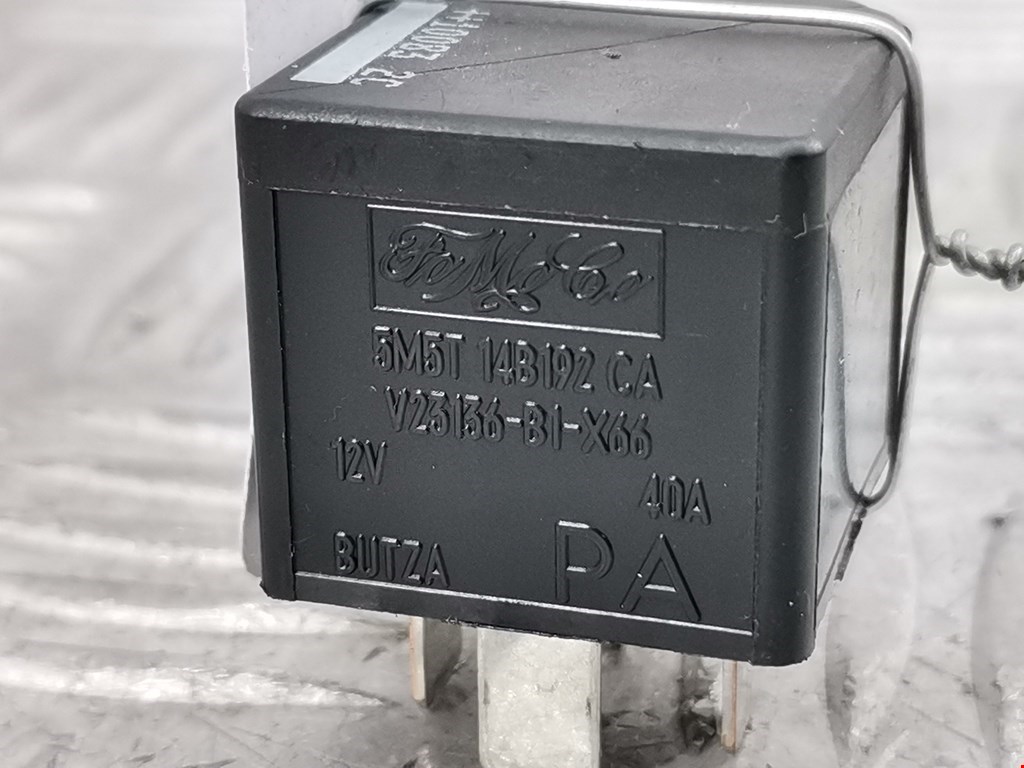 FoMoCo
5M5T 14B192 CA
V23136-B1-X66
12V
40A
BUTZA
PA